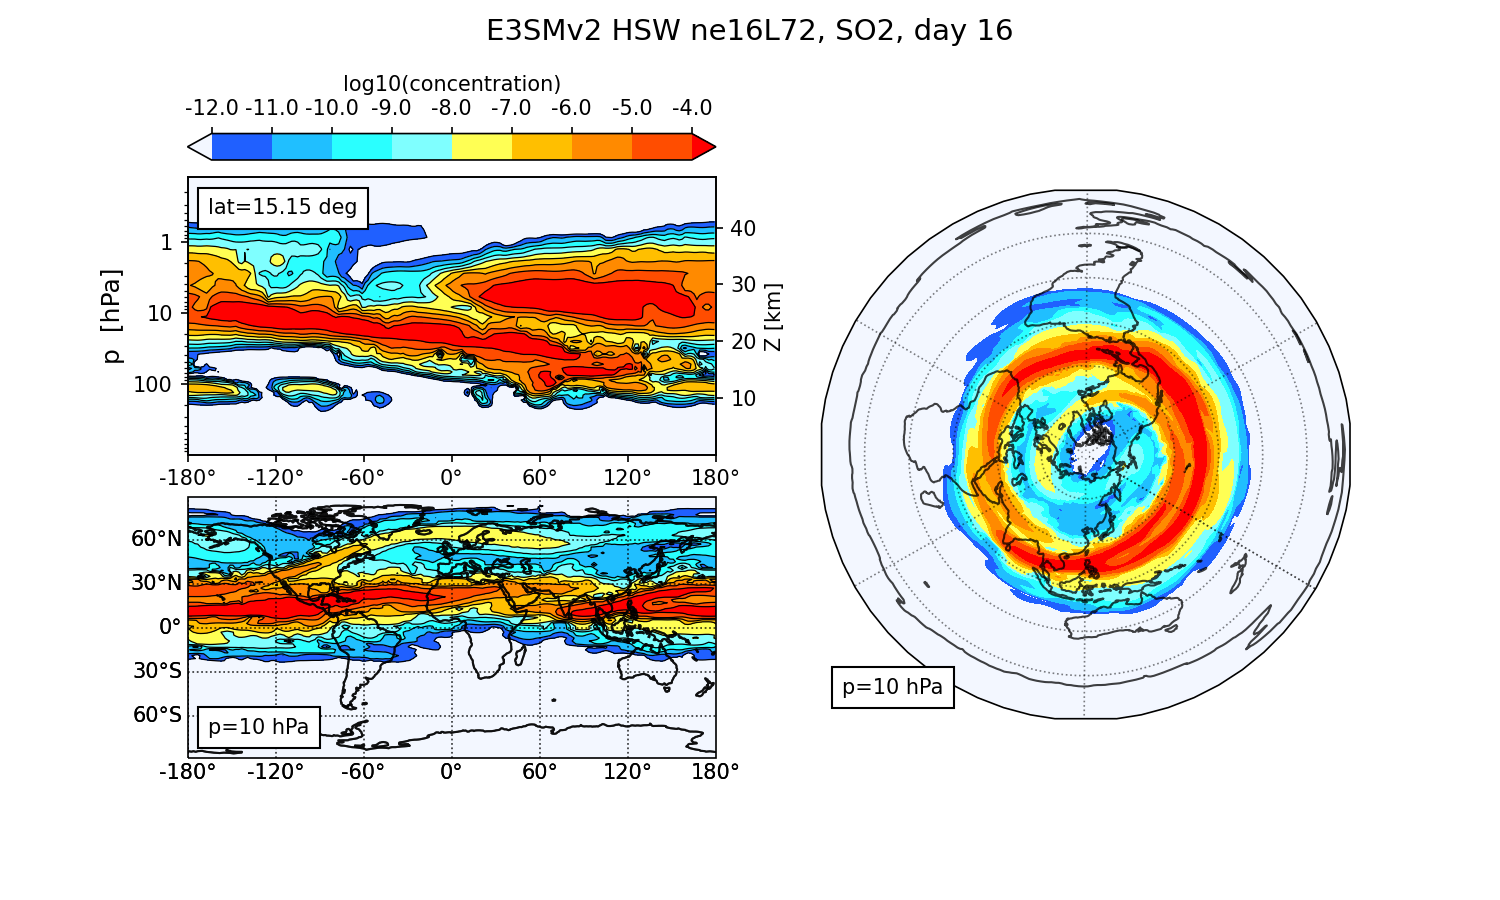 E3SMv2 HSW ne16L72, SO2, day 16
log10(concentration)
-12.0 -11.0 -10.0 -9.0 -8.0 -7.0 -6.0 -5.0 -4.0
lat=15.15 deg
p [hPa]
1
10
100
40
30
20
10
Z [km]
-180° -120° -60° 0° 60° 120° 180°
60°N
30°N
0°
30°S
60°S
p=10 hPa
-180° -120° -60° 0° 60° 120° 180°
p=10 hPa